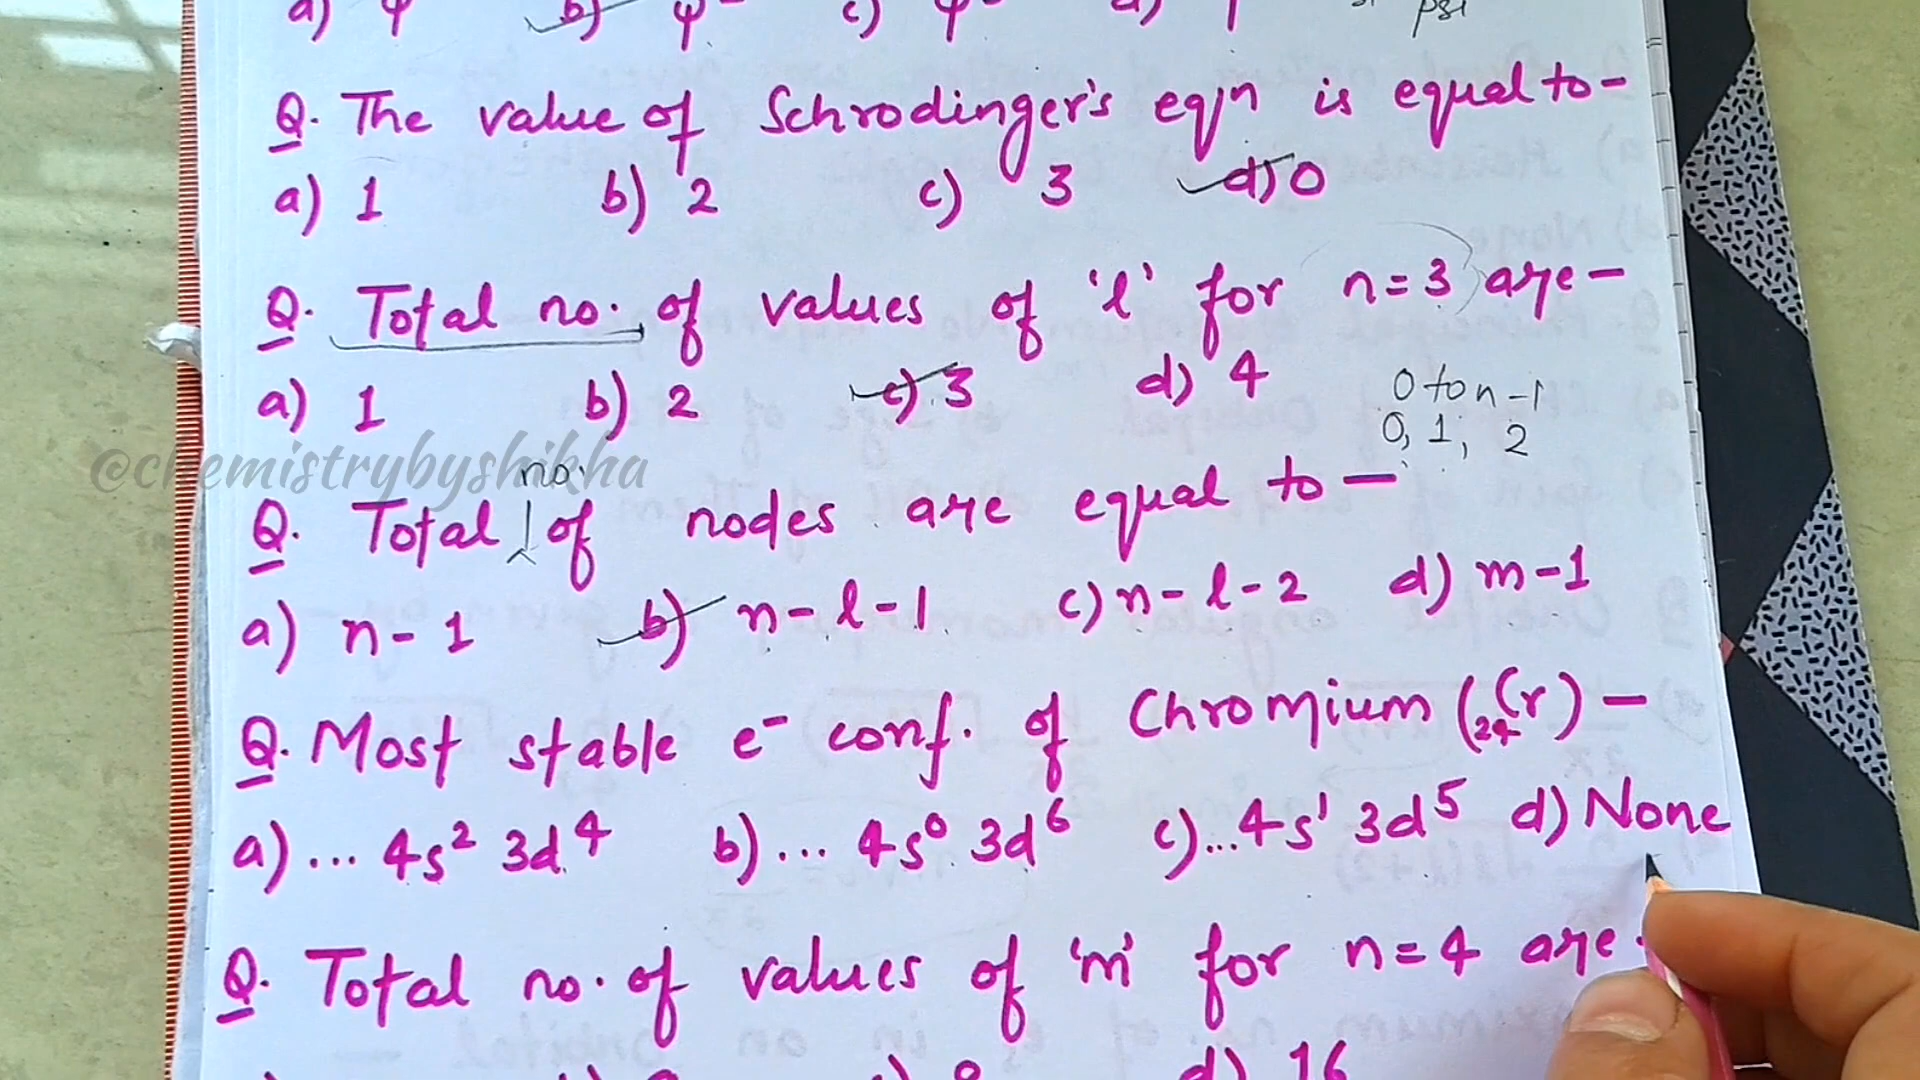 a) ψ b) ψ² c) ψ d)
psi
Q. The value of Schrodinger's eqn is equal to –
a) 1 b) 2 c) 3 d) 0
Q. Total no. of values of 'l' for n=3 are –
a) 1 b) 2 c) 3 d) 4
0 to n-1
0, 1, 2
@chemistrybyshikha
Q. Total no. of nodes are equal to –
a) n-1 b) n-l-1 c) n-l-2 d) m-1
Q. Most stable e⁻ conf. of Chromium (₂₄Cr) –
a) ... 4s² 3d⁴ b) ... 4s⁰ 3d⁶ c) ... 4s¹ 3d⁵ d) None
Q. Total no. of values of 'm' for n=4 are
d) 16